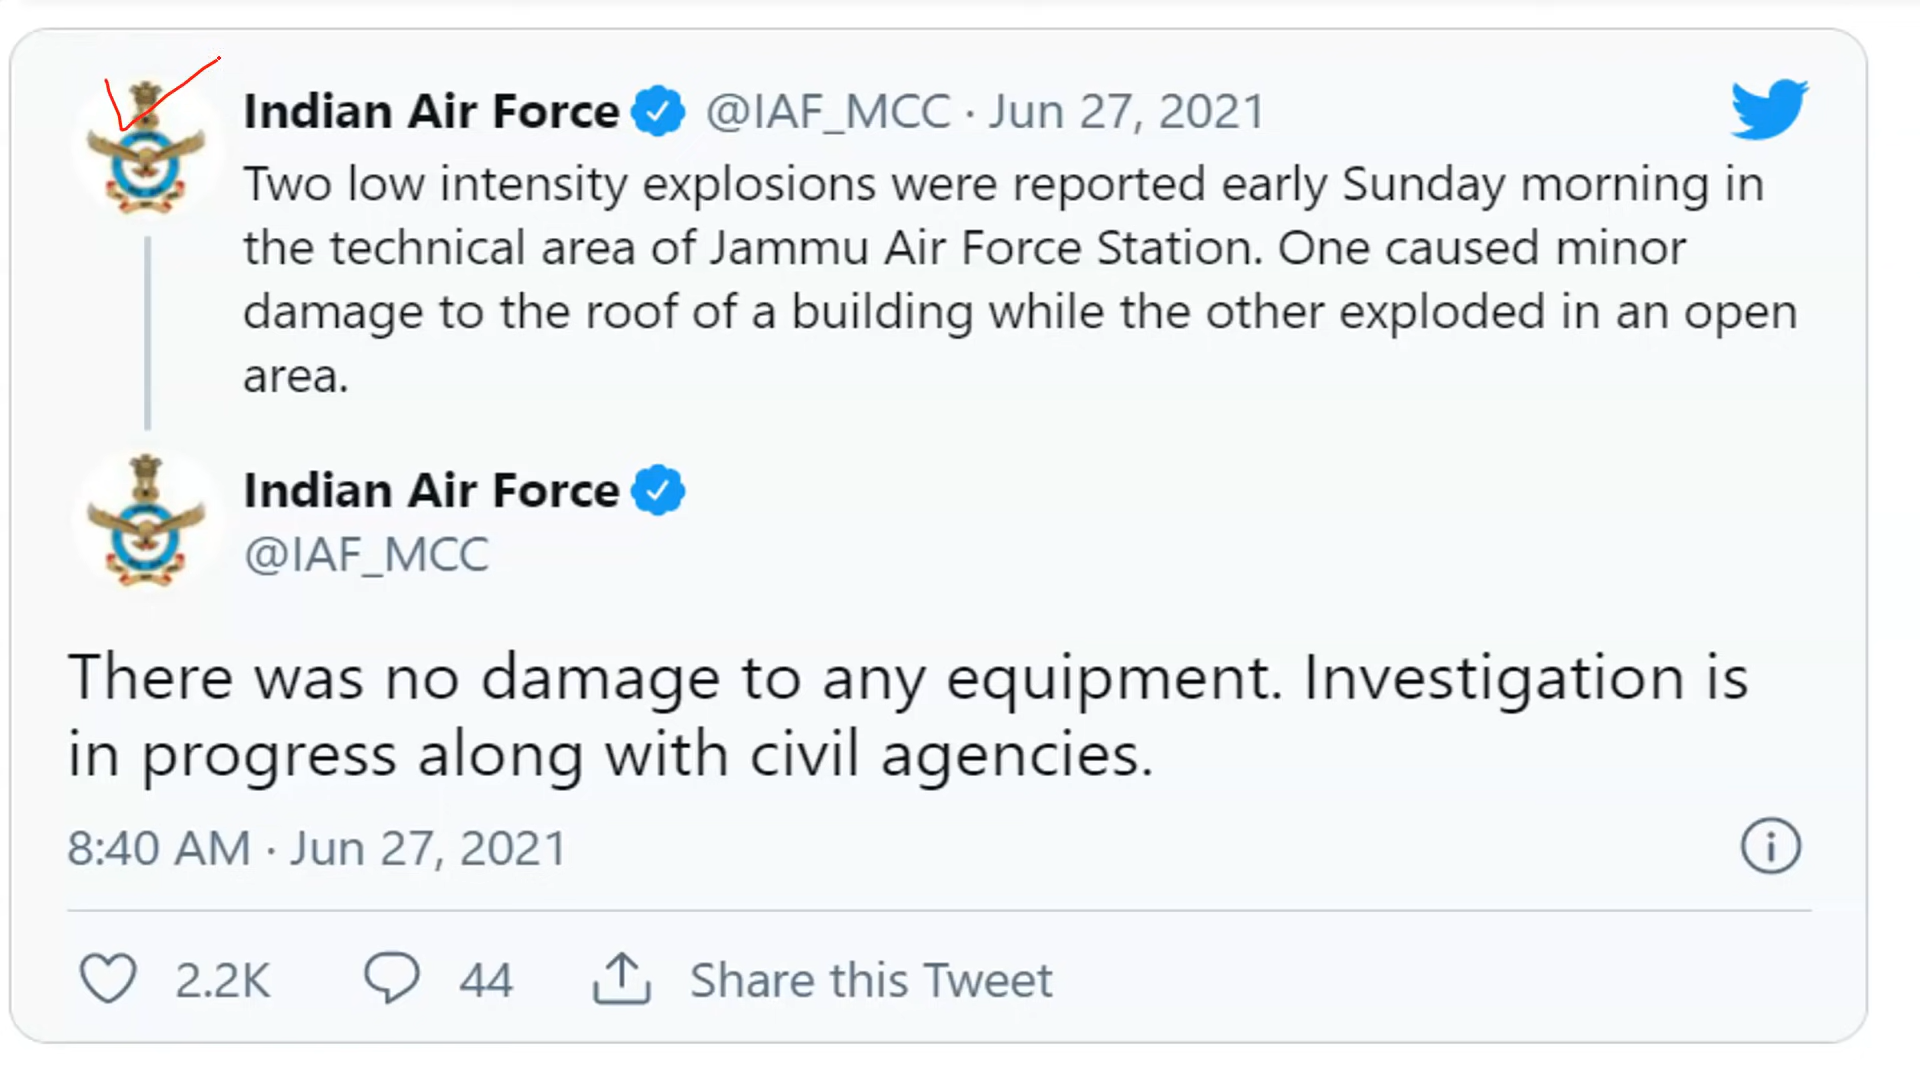 Indian Air Force @IAF_MCC · Jun 27, 2021
Two low intensity explosions were reported early Sunday morning in
the technical area of Jammu Air Force Station. One caused minor
damage to the roof of a building while the other exploded in an open
area.
Indian Air Force
@IAF_MCC
There was no damage to any equipment. Investigation is
in progress along with civil agencies.
8:40 AM · Jun 27, 2021
2.2K 44 Share this Tweet